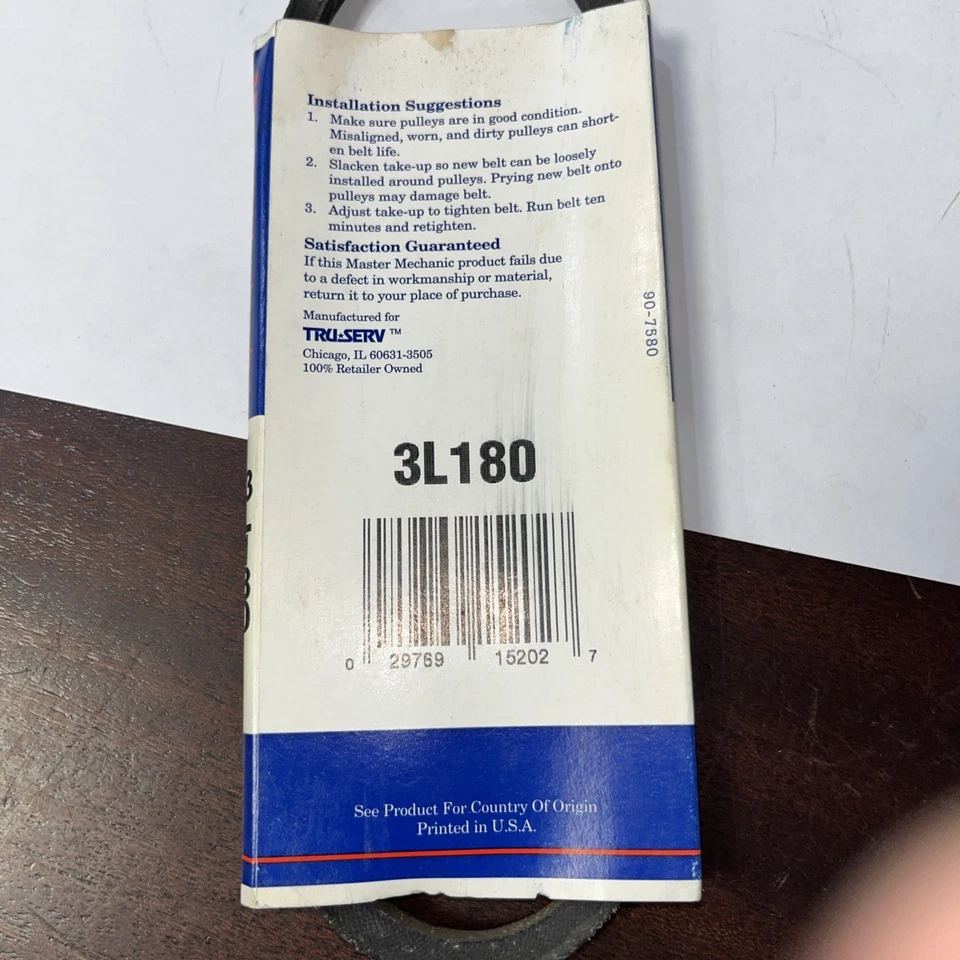 Installation Suggestions
1. Make sure pulleys are in good condition.
Misaligned, worn, and dirty pulleys can short-
en belt life.
2. Slacken take-up so new belt can be loosely
installed around pulleys. Prying new belt onto
pulleys may damage belt.
3. Adjust take-up to tighten belt. Run belt ten
minutes and retighten.
Satisfaction Guaranteed
If this Master Mechanic product fails due
to a defect in workmanship or material,
return it to your place of purchase.
Manufactured for
TRU★SERV ™
Chicago, IL 60631-3505
100% Retailer Owned
90-7580
3L180
0 29769 15202 7
See Product For Country Of Origin
Printed in U.S.A.